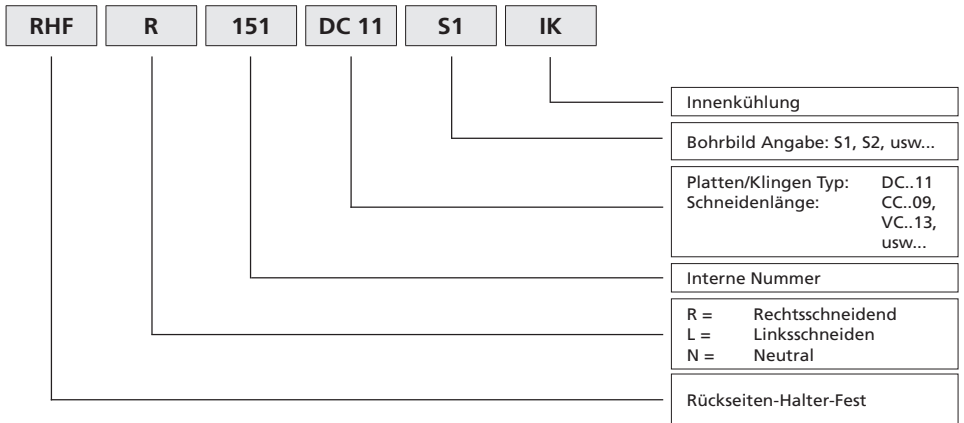 RHF R 151 DC 11 S1 IK
Innenkühlung
Bohrbild Angabe: S1, S2, usw...
Platten/Klingen Typ: DC..11
Schneidenlänge: CC..09,
VC..13,
usw...
Interne Nummer
R = Rechtsschneidend
L = Linksschneiden
N = Neutral
Rückseiten-Halter-Fest